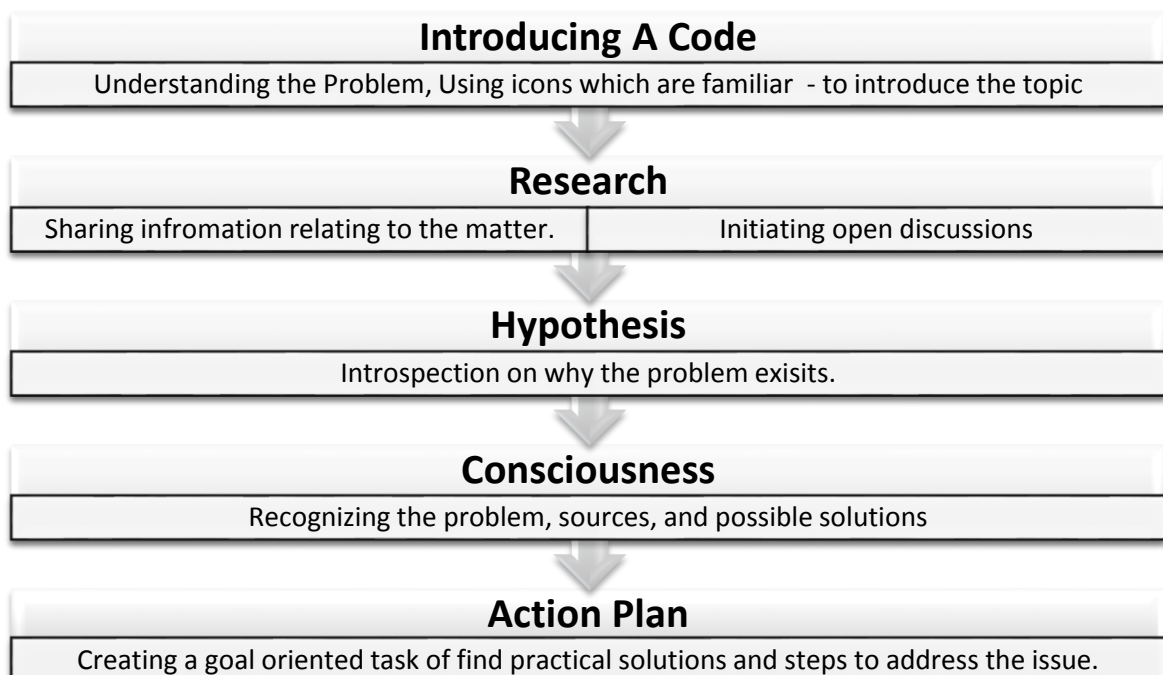 Introducing A Code
Understanding the Problem, Using icons which are familiar - to introduce the topic
Research
Sharing infromation relating to the matter.
Initiating open discussions
Hypothesis
Introspection on why the problem exisits.
Consciousness
Recognizing the problem, sources, and possible solutions
Action Plan
Creating a goal oriented task of find practical solutions and steps to address the issue.